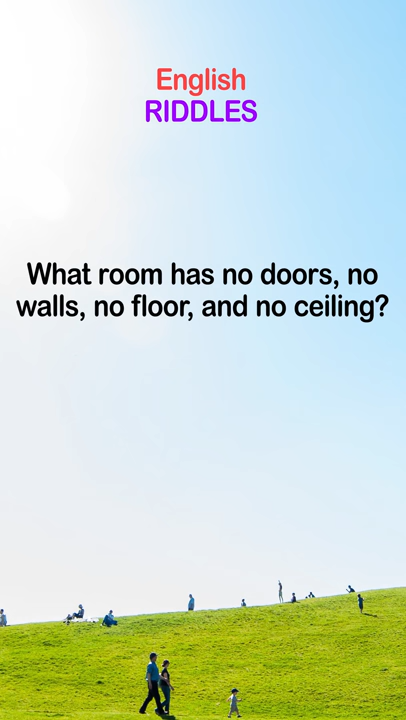 English
RIDDLES
What room has no doors, no
walls, no floor, and no ceiling?